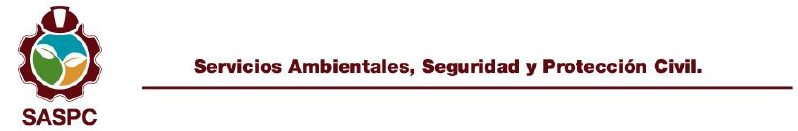 Servicios Ambientales, Seguridad y Protección Civil.
SASPC